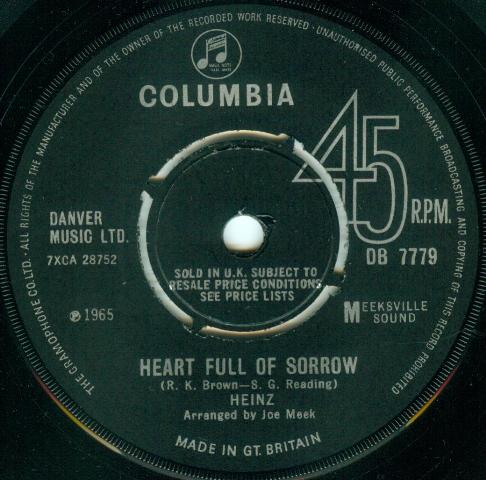 THE GRAMOPHONE CO. LTD. · ALL RIGHTS OF THE MANUFACTURER AND OF THE OWNER OF THE RECORDED WORK RESERVED · UNAUTHORISED PUBLIC PERFORMANCE BROADCASTING AND COPYING OF THIS RECORD PROHIBITED
COLUMBIA
45 R.P.M.
DANVER
MUSIC LTD.
7XCA 28752
DB 7779
SOLD IN U.K. SUBJECT TO
RESALE PRICE CONDITIONS
SEE PRICE LISTS
℗ 1965
MEEKSVILLE
SOUND
HEART FULL OF SORROW
(R. K. Brown—S. G. Reading)
HEINZ
Arranged by Joe Meek
MADE IN GT. BRITAIN